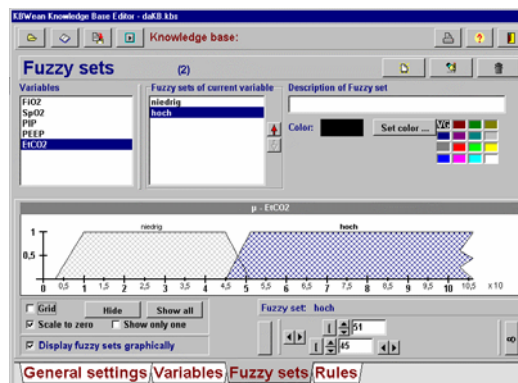 KBWean Knowledge Base Editor - daKB.kbs
Knowledge base:
Fuzzy sets (2)
Variables
Fuzzy sets of current variable
Description of Fuzzy set
FiO2
SpO2
PIP
PEEP
EtCO2
niedrig
hoch
Color:
Set color ...
VG
µ - EtCO2
niedrig
hoch
1
0,5
0 0,5 1 1,5 2 2,5 3 3,5 4 4,5 5 5,5 6 6,5 7 7,5 8 8,5 9 9,5 10 10,5 x 10
Grid
Hide
Show all
Scale to zero
Show only one
Display fuzzy sets graphically
Fuzzy set: hoch
51
45
General settings Variables Fuzzy sets Rules